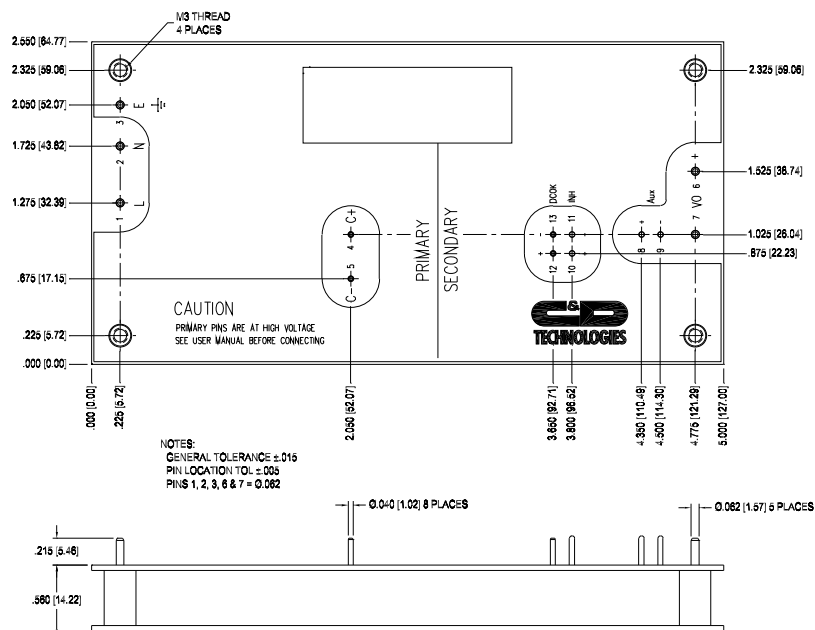 M3 THREAD
4 PLACES
2.550 [64.77]
2.325 [59.06]
2.050 [52.07]
1.725 [43.82]
1.275 [32.39]
.675 [17.15]
.225 [5.72]
.000 [0.00]
E
3
2
N
1
L
C+
4
5
C-
PRIMARY
SECONDARY
DCOK
INH
13
11
12
10
-
-
+
+
Aux
+
-
8
9
+
6
VO
7
2.325 [59.06]
1.525 [38.74]
1.025 [26.04]
.875 [22.23]
CAUTION
PRIMARY PINS ARE AT HIGH VOLTAGE
SEE USER MANUAL BEFORE CONNECTING
C&D
TECHNOLOGIES
.000 [0.00]
.225 [5.72]
2.050 [52.07]
3.650 [92.71]
3.800 [96.52]
4.350 [110.49]
4.500 [114.30]
4.775 [121.29]
5.000 [127.00]
NOTES:
GENERAL TOLERANCE ±.015
PIN LOCATION TOL ±.005
PINS 1, 2, 3, 6 & 7 = Ø.062
Ø.040 [1.02] 8 PLACES
Ø.062 [1.57] 5 PLACES
.215 [5.46]
.560 [14.22]